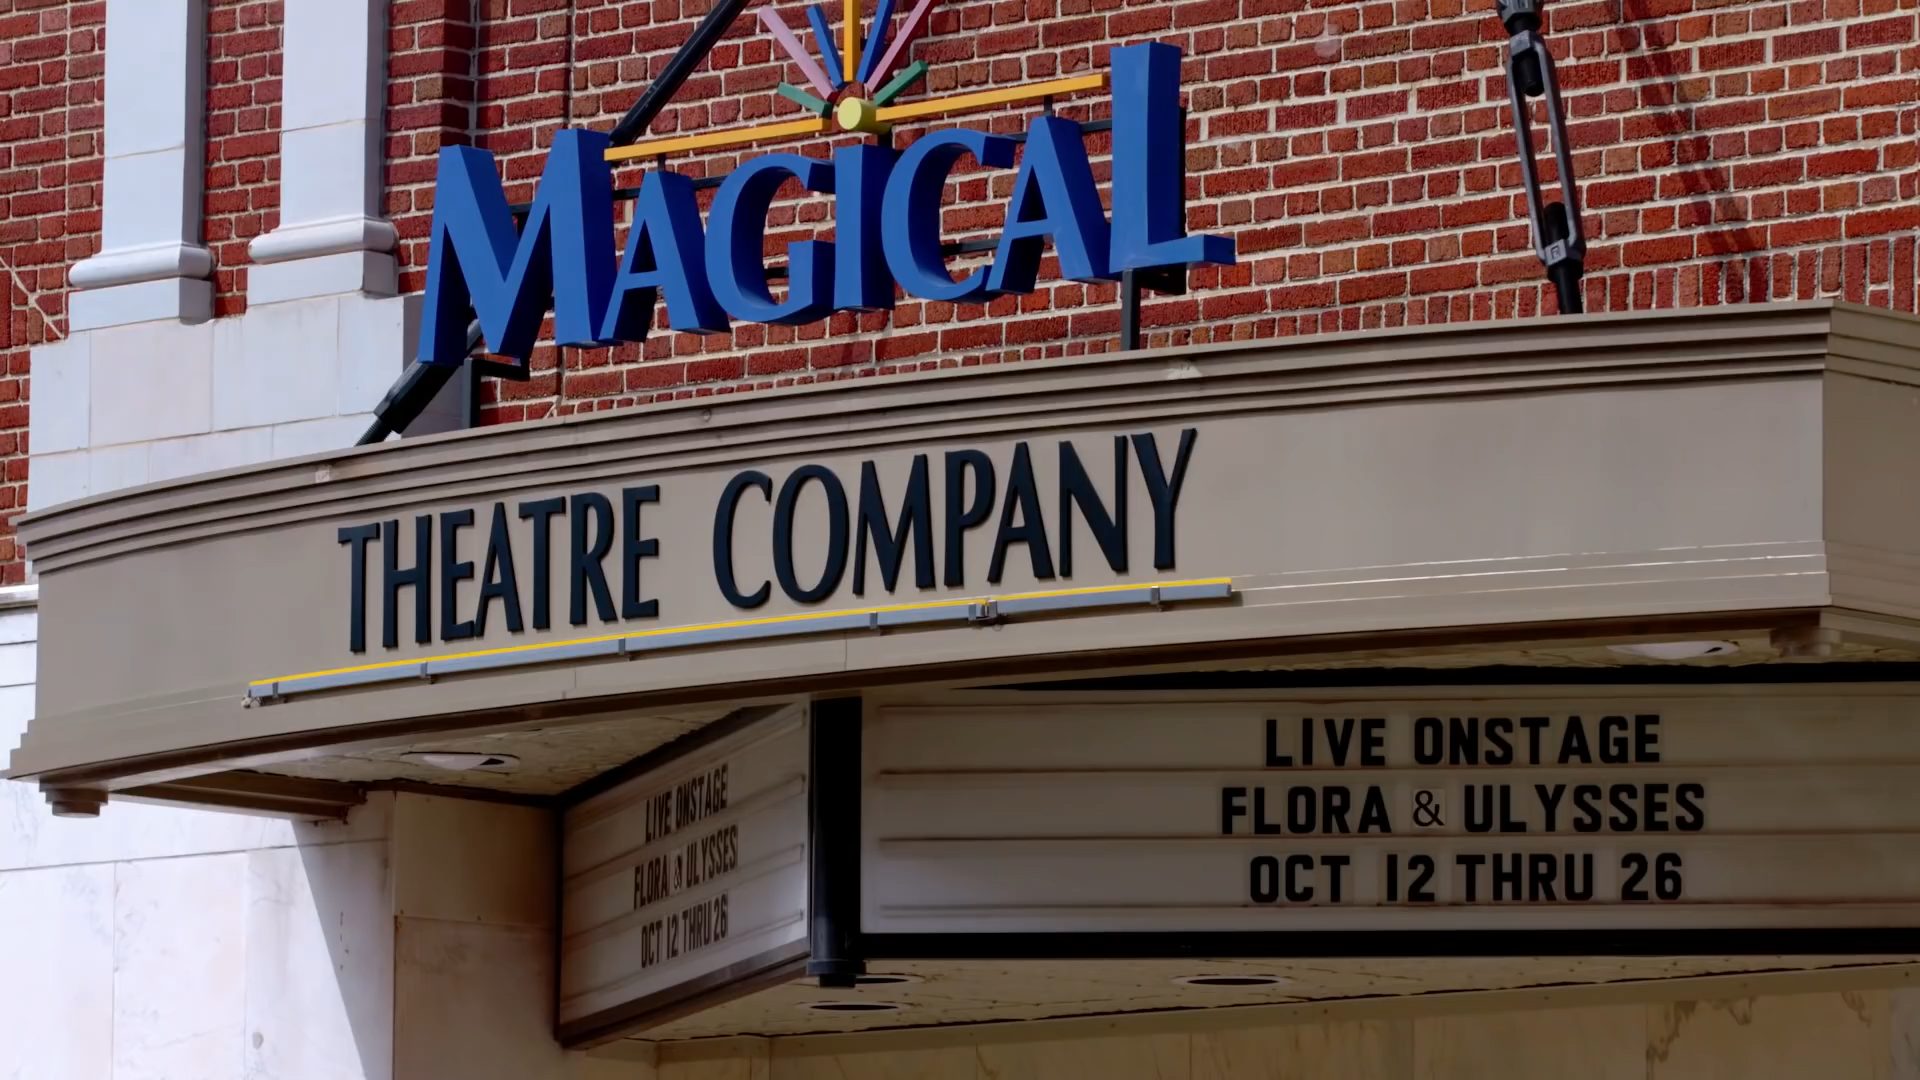 MAGICAL
THEATRE COMPANY
LIVE ONSTAGE
FLORA & ULYSSES
OCT 12 THRU 26
LIVE ONSTAGE
FLORA & ULYSSES
OCT 12 THRU 26